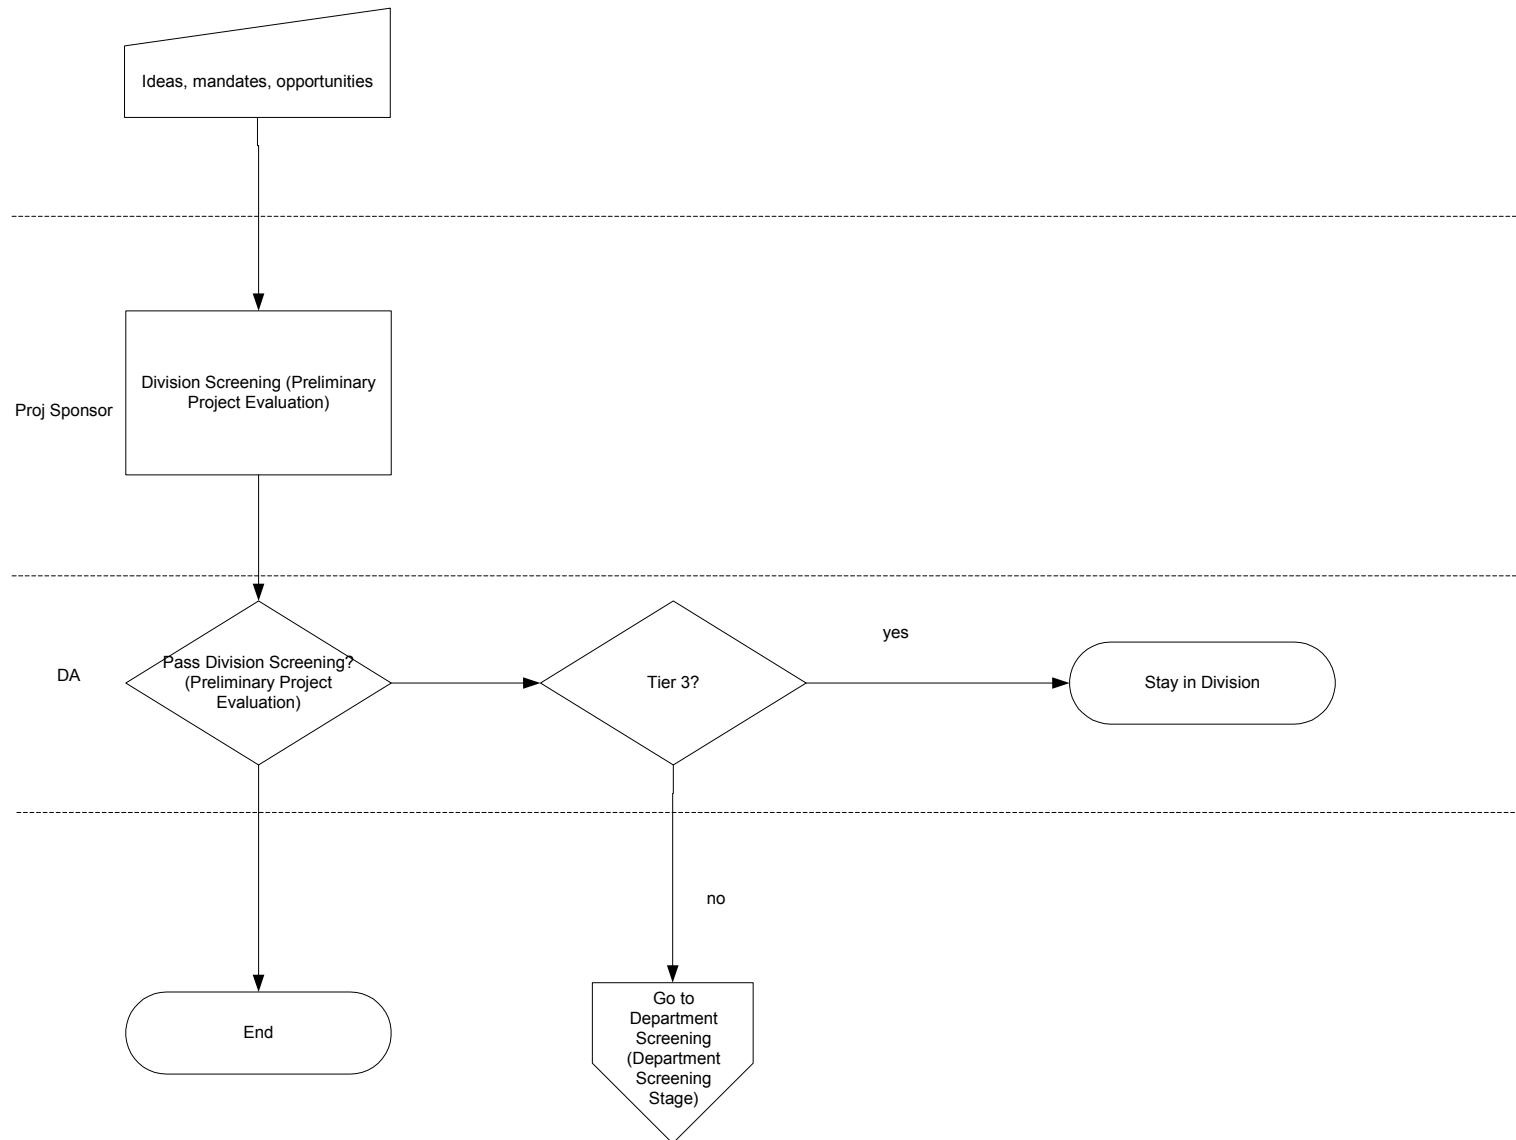 Ideas, mandates, opportunities
Division Screening (Preliminary
Project Evaluation)
Proj Sponsor
DA
Pass Division Screening?
(Preliminary Project
Evaluation)
Tier 3?
yes
Stay in Division
no
End
Go to
Department
Screening
(Department
Screening
Stage)